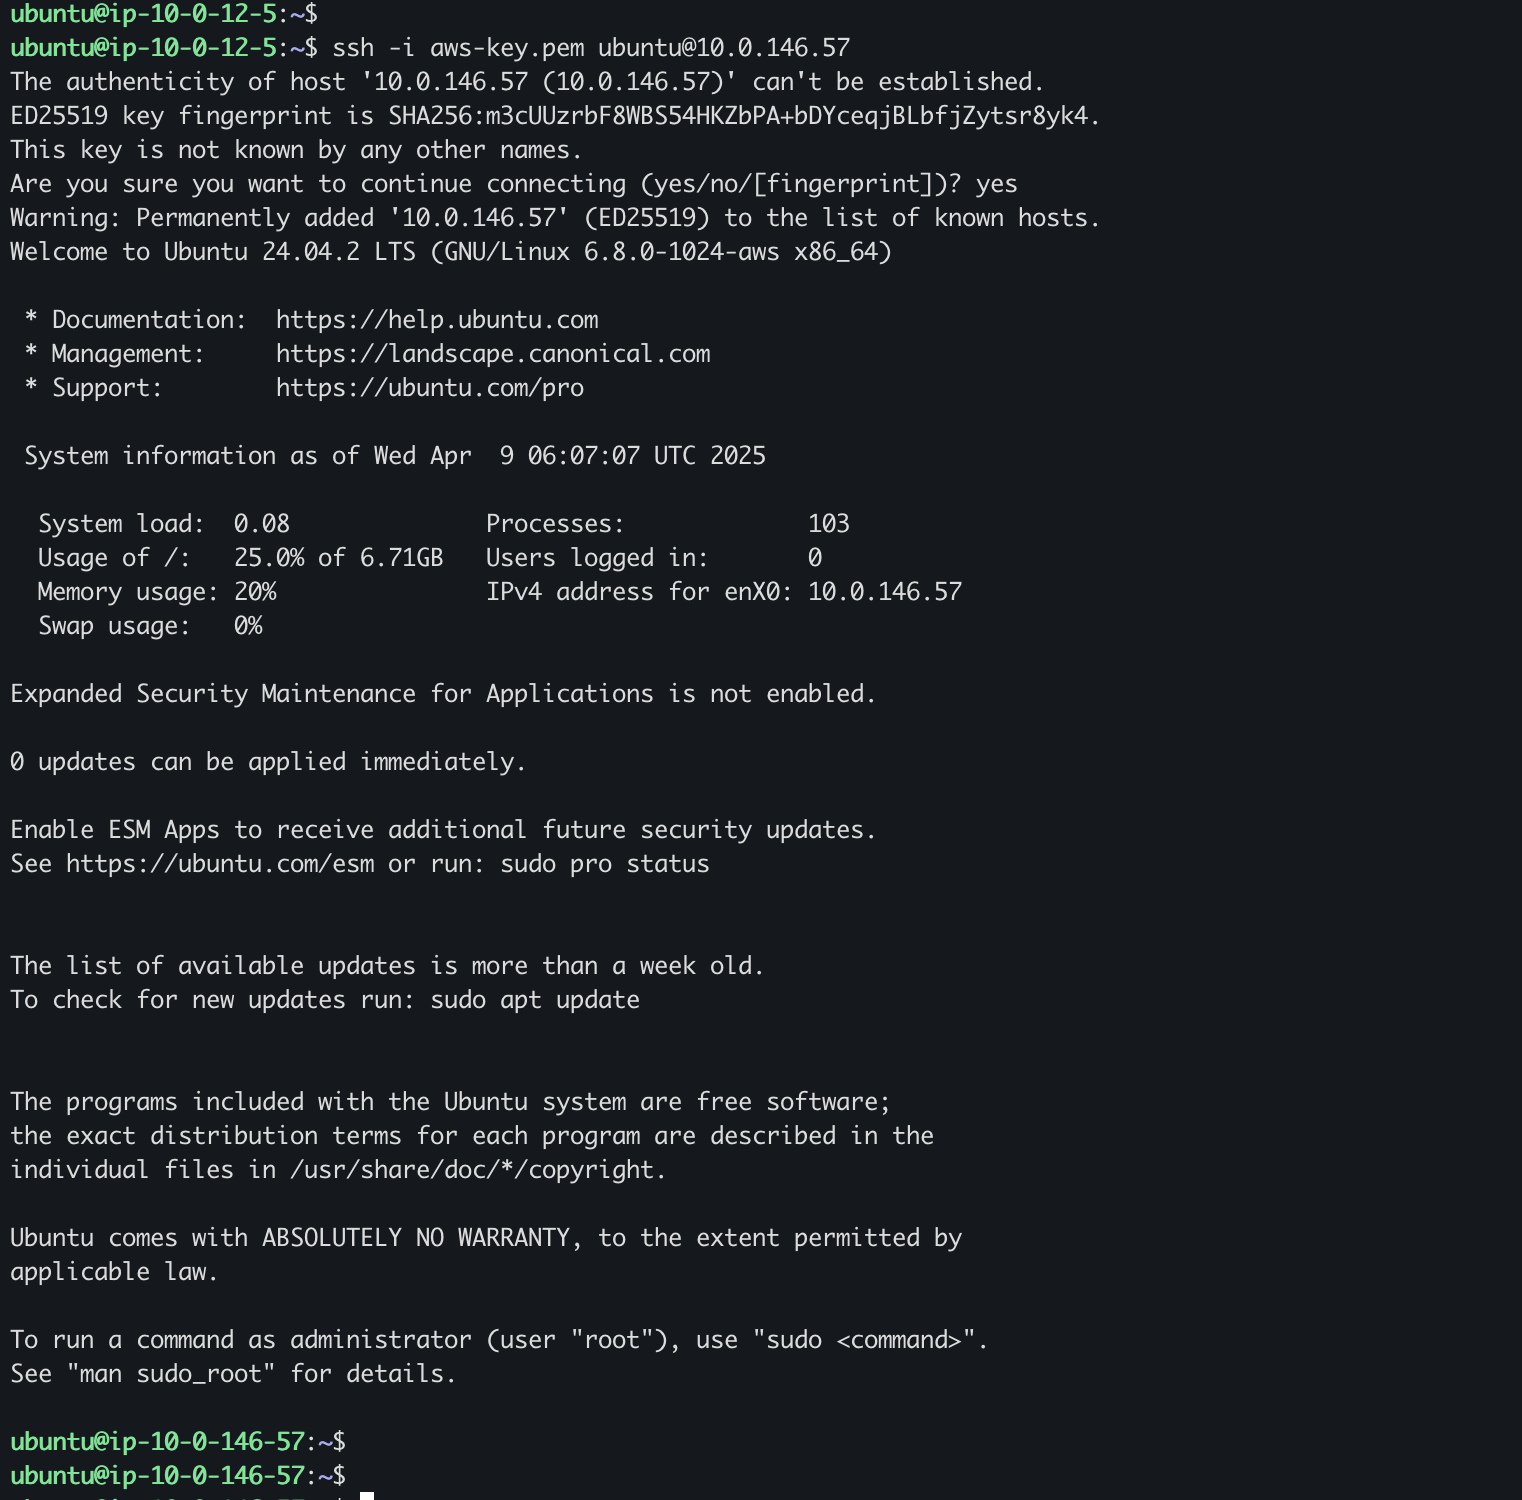 ubuntu@ip-10-0-12-5:~$
ubuntu@ip-10-0-12-5:~$ ssh -i aws-key.pem ubuntu@10.0.146.57
The authenticity of host '10.0.146.57 (10.0.146.57)' can't be established.
ED25519 key fingerprint is SHA256:m3cUUzrbF8WBS54HKZbPA+bDYceqjBLbfjZytsr8yk4.
This key is not known by any other names.
Are you sure you want to continue connecting (yes/no/[fingerprint])? yes
Warning: Permanently added '10.0.146.57' (ED25519) to the list of known hosts.
Welcome to Ubuntu 24.04.2 LTS (GNU/Linux 6.8.0-1024-aws x86_64)

 * Documentation:  https://help.ubuntu.com
 * Management:     https://landscape.canonical.com
 * Support:        https://ubuntu.com/pro

 System information as of Wed Apr  9 06:07:07 UTC 2025

  System load:  0.08              Processes:             103
  Usage of /:   25.0% of 6.71GB   Users logged in:       0
  Memory usage: 20%               IPv4 address for enX0: 10.0.146.57
  Swap usage:   0%

Expanded Security Maintenance for Applications is not enabled.

0 updates can be applied immediately.

Enable ESM Apps to receive additional future security updates.
See https://ubuntu.com/esm or run: sudo pro status


The list of available updates is more than a week old.
To check for new updates run: sudo apt update


The programs included with the Ubuntu system are free software;
the exact distribution terms for each program are described in the
individual files in /usr/share/doc/*/copyright.

Ubuntu comes with ABSOLUTELY NO WARRANTY, to the extent permitted by
applicable law.

To run a command as administrator (user "root"), use "sudo <command>".
See "man sudo_root" for details.

ubuntu@ip-10-0-146-57:~$
ubuntu@ip-10-0-146-57:~$